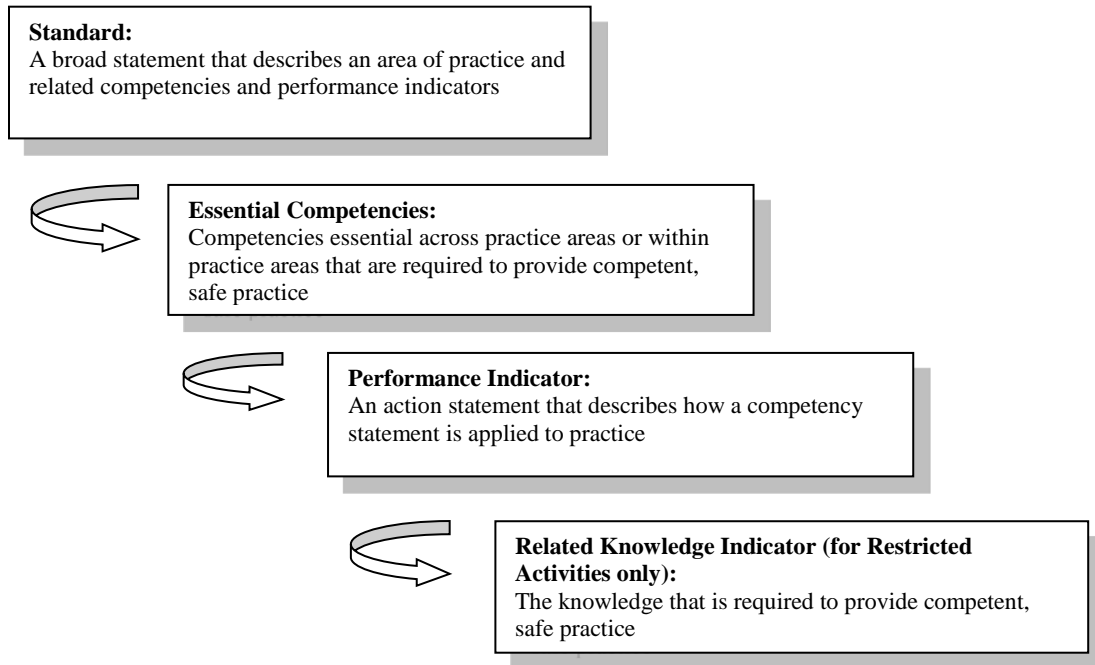 Standard:
A broad statement that describes an area of practice and
related competencies and performance indicators
Essential Competencies:
Competencies essential across practice areas or within
practice areas that are required to provide competent,
safe practice
Performance Indicator:
An action statement that describes how a competency
statement is applied to practice
Related Knowledge Indicator (for Restricted
Activities only):
The knowledge that is required to provide competent,
safe practice